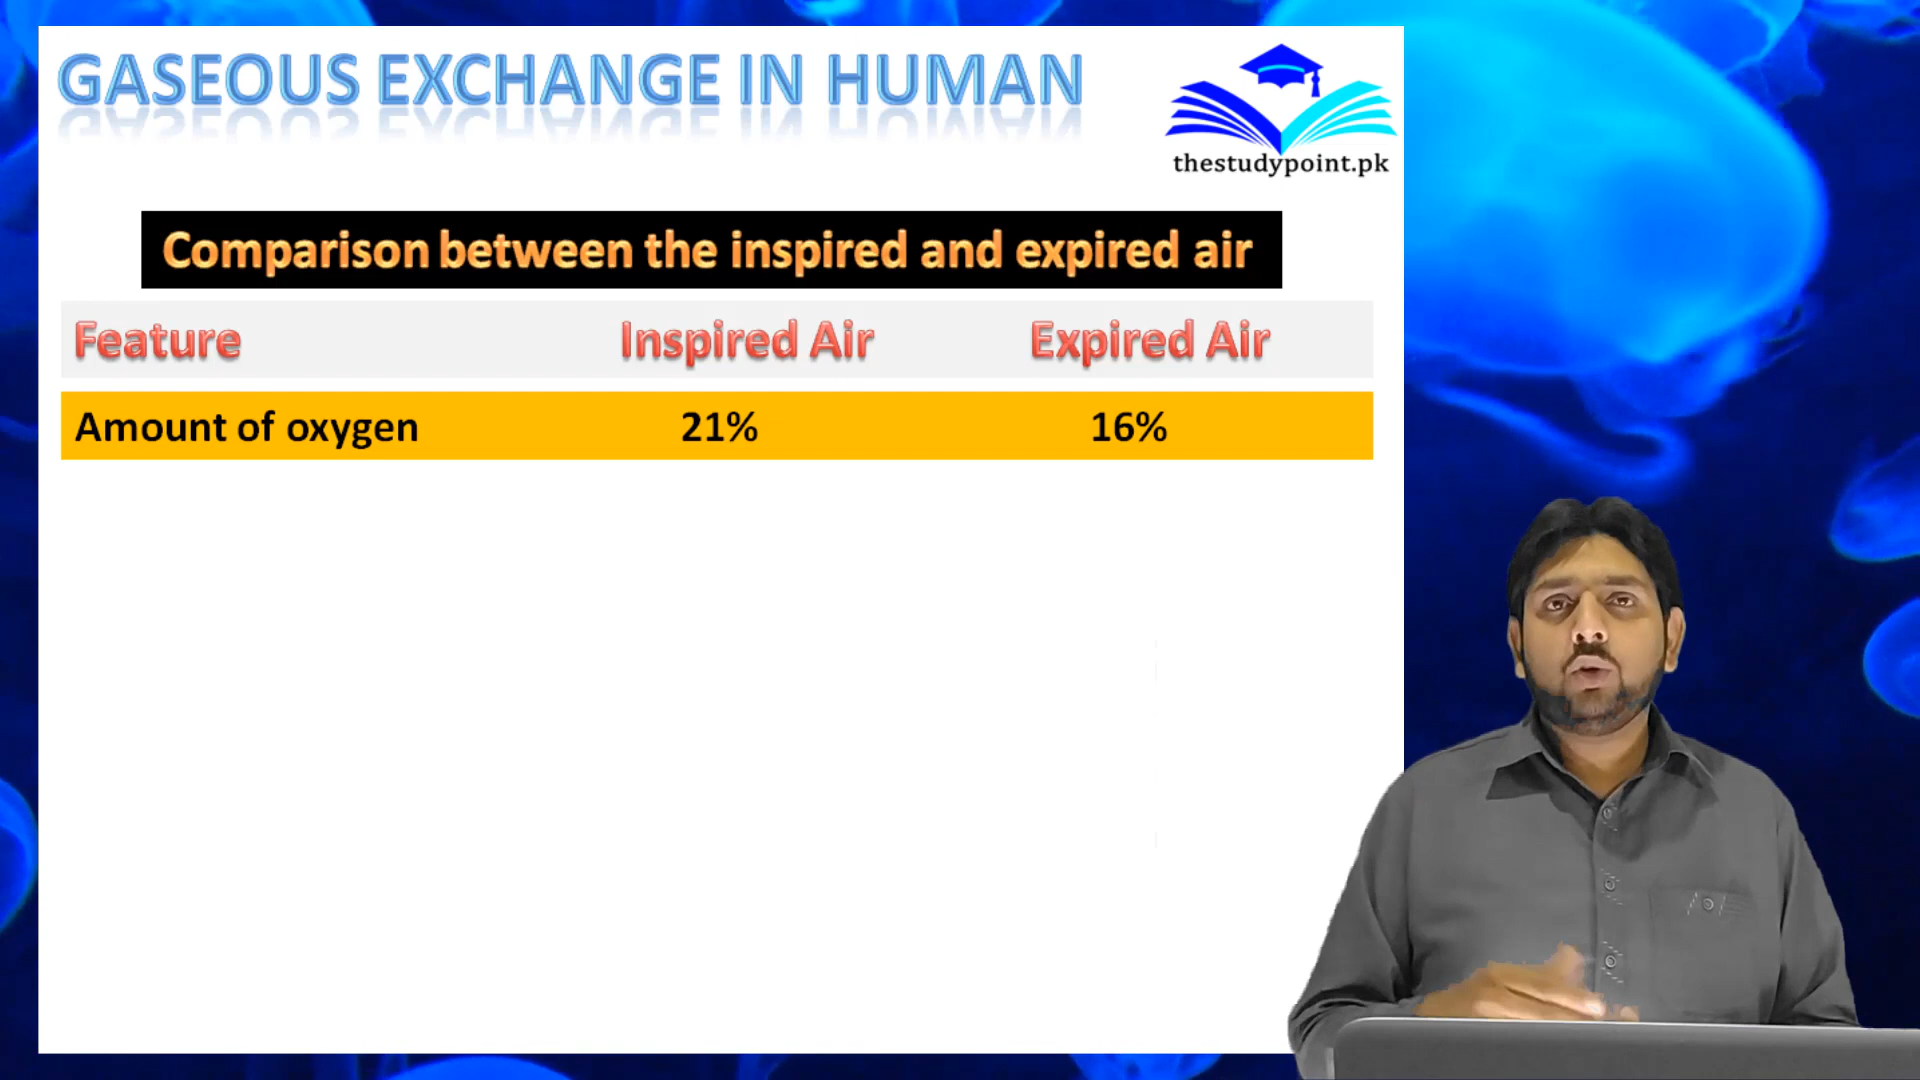 GASEOUS EXCHANGE IN HUMAN
thestudypoint.pk
Comparison between the inspired and expired air
Feature Inspired Air Expired Air
Amount of oxygen 21% 16%